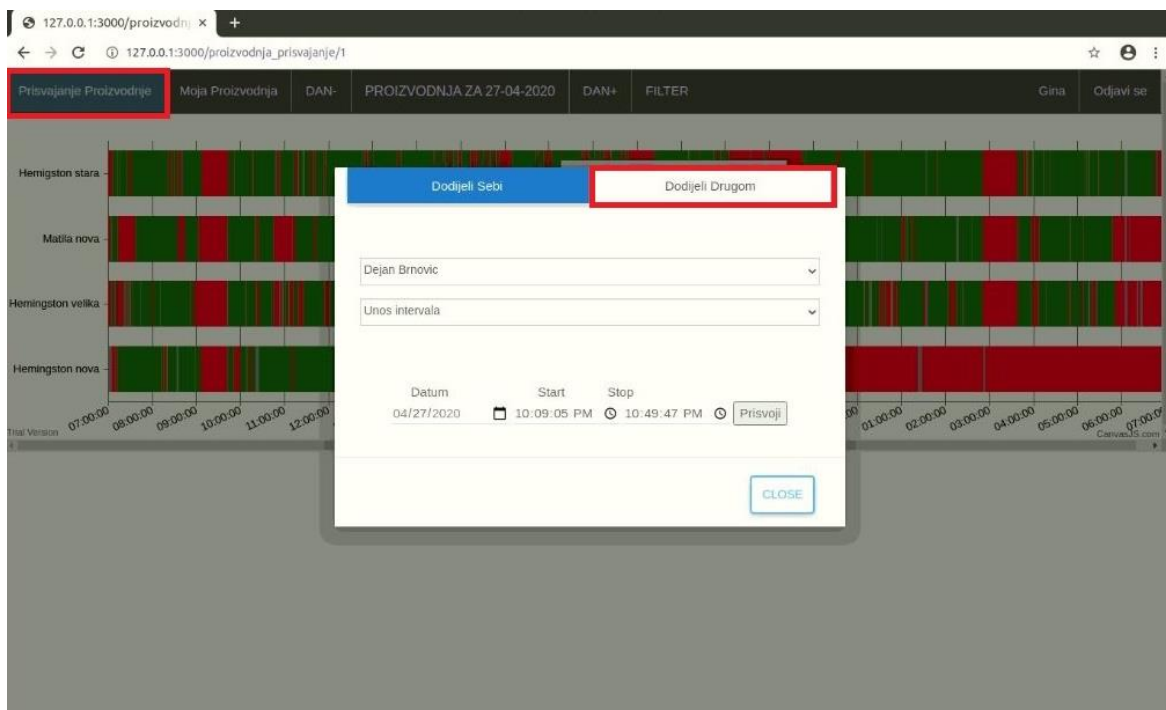 127.0.0.1:3000/proizvodnj
127.0.0.1:3000/proizvodnja_prisvajanje/1
Prisvajanje Proizvodnje Moja Proizvodnja DAN- PROIZVODNJA ZA 27-04-2020 DAN+ FILTER Gina Odjavi se
Hemigston stara
Matila nova
Hemingston velika
Hemingston nova
Dodijeli Sebi Dodijeli Drugom
Dejan Brnovic
Unos intervala
Datum Start Stop
04/27/2020 10:09:05 PM 10:49:47 PM Prisvoji
CLOSE
07:00:00 08:00:00 09:00:00 10:00:00 11:00:00 12:00:00 01:00:00 02:00:00 03:00:00 04:00:00 05:00:00 06:00:00 07:00:0
Trial Version CanvasJS.com